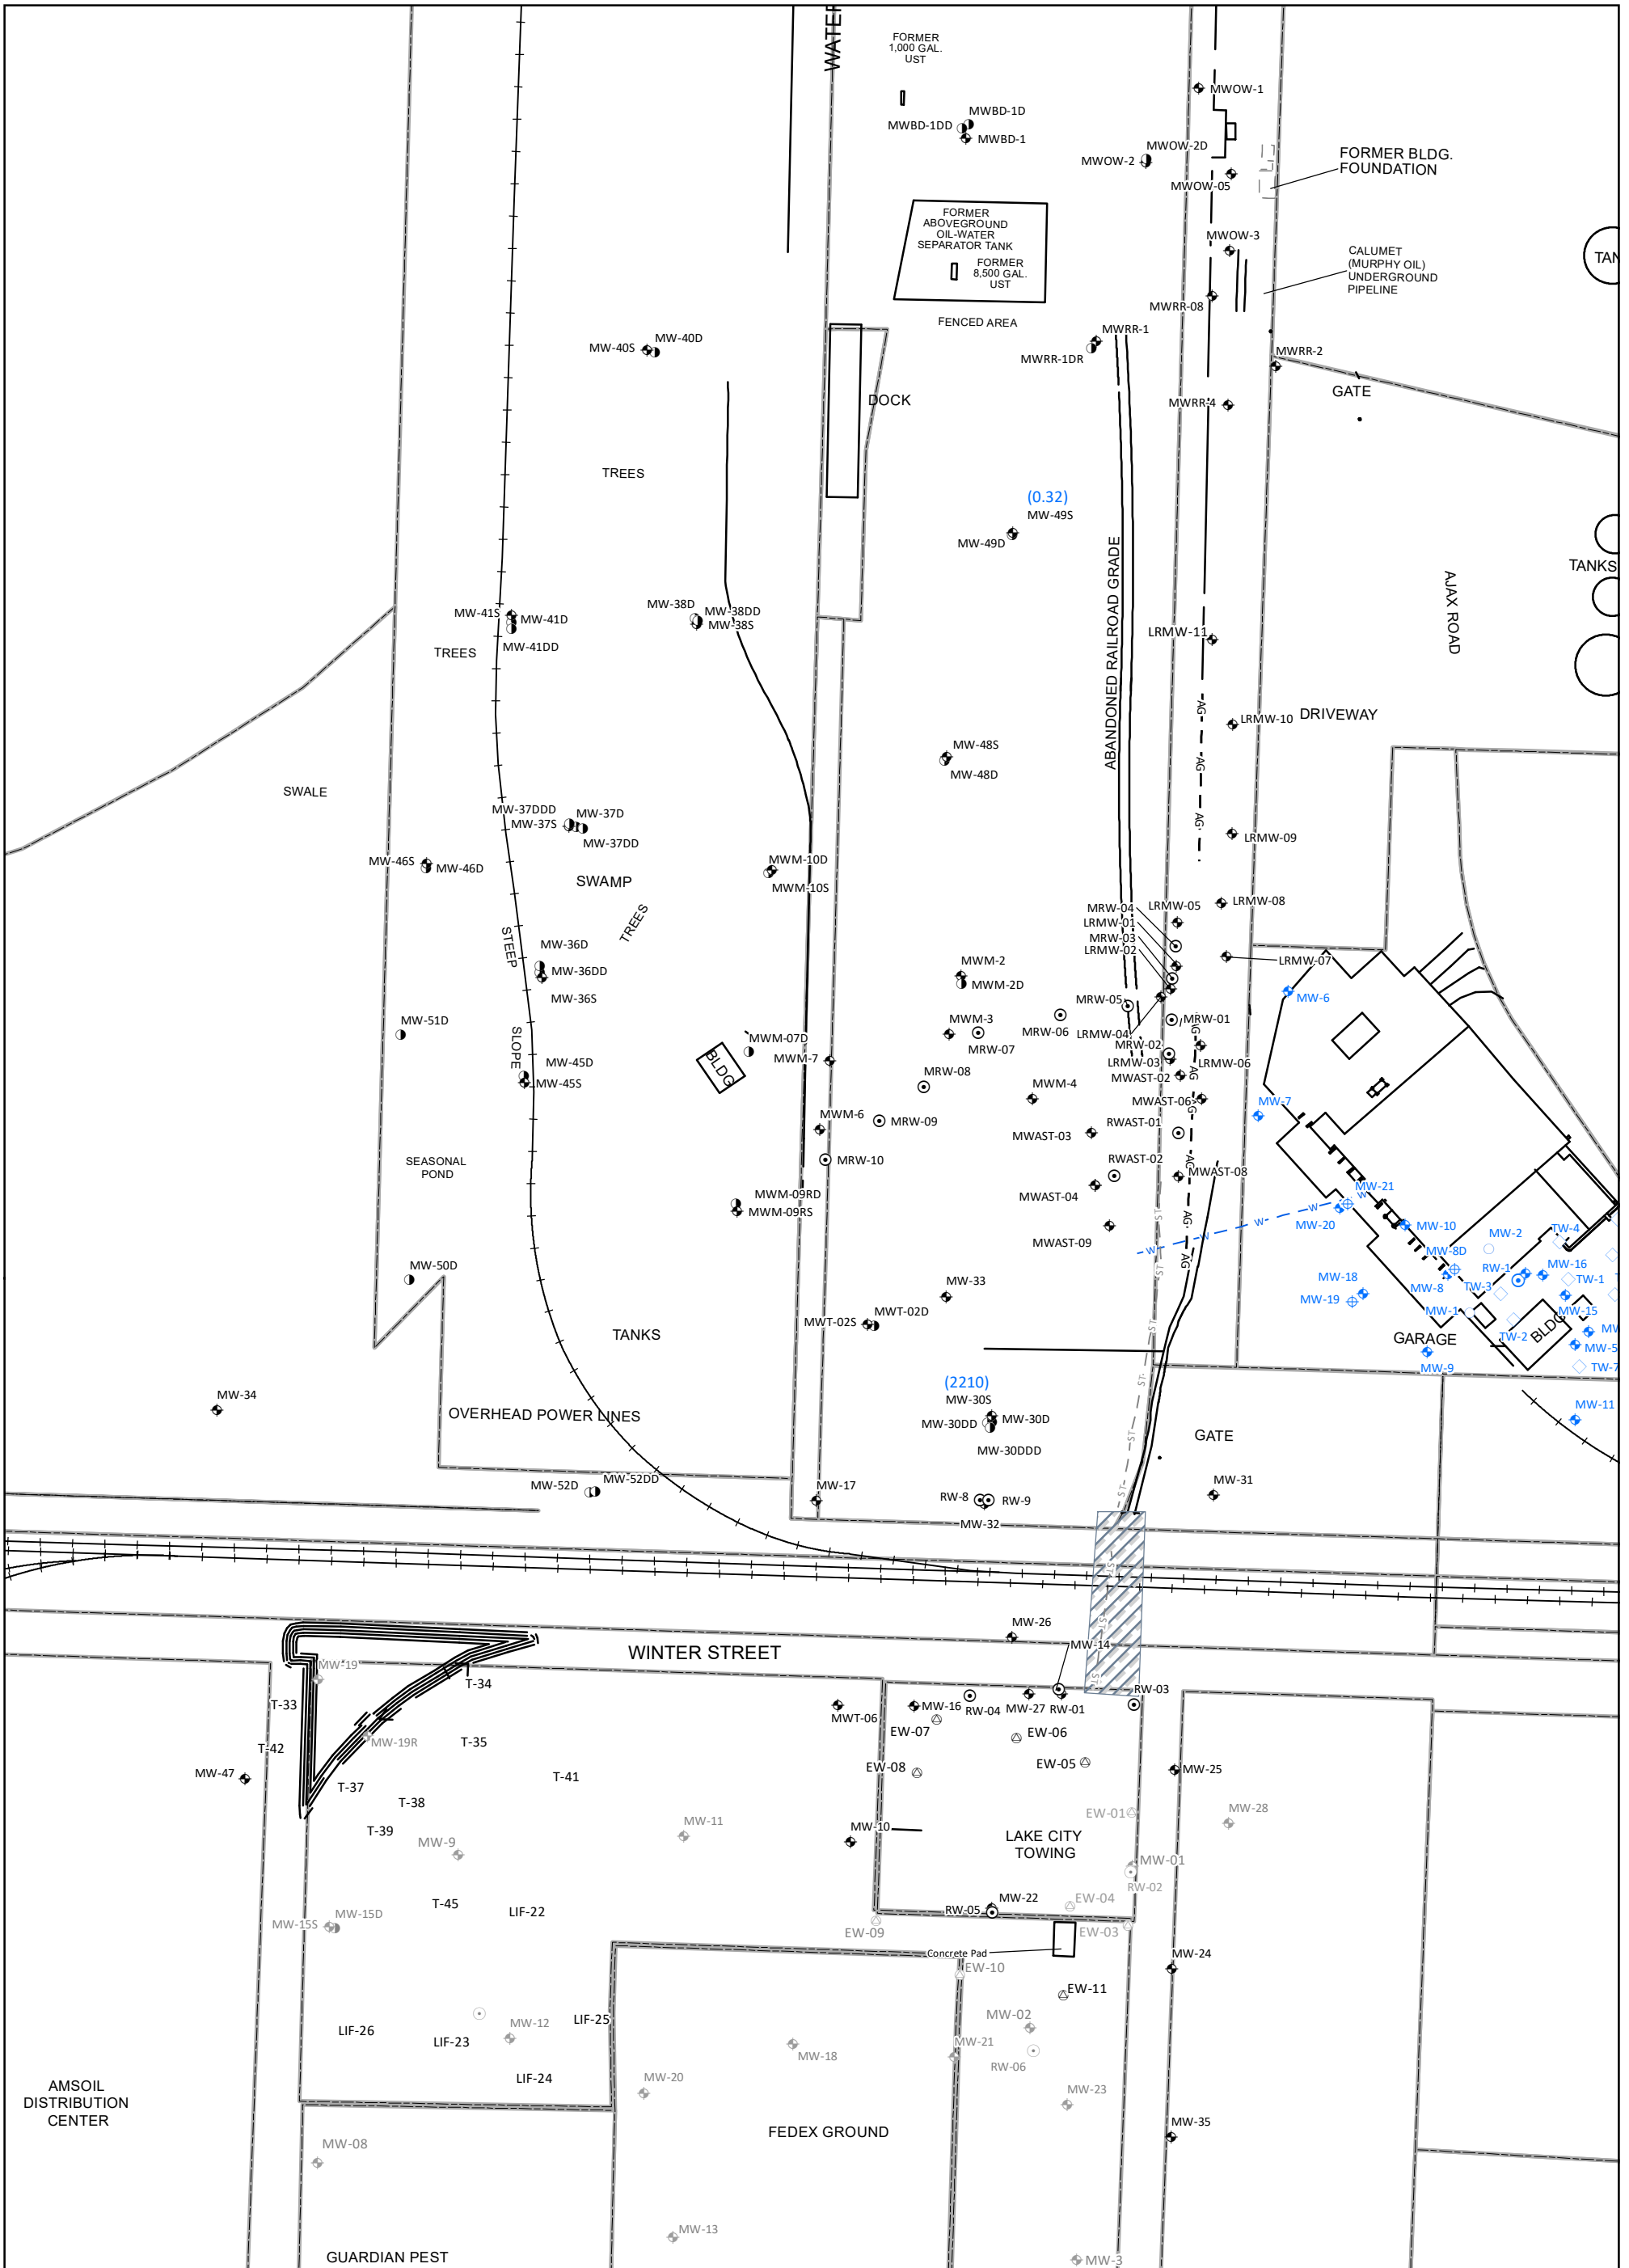 WATER
FORMER
1,000 GAL.
UST
MWOW-1
MWBD-1D
MWBD-1DD
MWBD-1
MWOW-2D
MWOW-2
MWOW-05
FORMER BLDG.
FOUNDATION
FORMER
ABOVEGROUND
OIL-WATER
SEPARATOR TANK
FORMER
8,500 GAL.
UST
FENCED AREA
MWOW-3
CALUMET
(MURPHY OIL)
UNDERGROUND
PIPELINE
TAN
MWRR-08
MWRR-1
MWRR-1DR
MW-40D
MW-40S
MWRR-2
GATE
MWRR-4
DOCK
TREES
(0.32)
MW-49S
MW-49D
ABANDONED RAILROAD GRADE
TANKS
AJAX ROAD
MW-41S
MW-41D
MW-41DD
TREES
MW-38D
MW-38DD
MW-38S
LRMW-11
AG
LRMW-10
DRIVEWAY
MW-48S
MW-48D
AG
SWALE
MW-37DDD
MW-37D
MW-37S
MW-37DD
AG
LRMW-09
MW-46S
MW-46D
MWM-10D
MWM-10S
SWAMP
TREES
MRW-04
LRMW-05
LRMW-08
LRMW-01
MRW-03
LRMW-02
LRMW-07
STEEP
SLOPE
MW-36D
MW-36DD
MW-36S
MWM-2
MWM-2D
MW-6
MRW-05
MW-51D
MWM-3
MRW-06
MRW-07
LRMW-04
MRW-01
AG
MWM-07D
BLDG
MWM-7
MRW-02
LRMW-03
LRMW-06
MW-45D
MW-45S
MRW-08
MWAST-02
AG
MWM-4
MWAST-06
AG
MW-7
MWM-6
MRW-09
RWAST-01
MWAST-03
MRW-10
SEASONAL
POND
RWAST-02
AG
MWAST-08
MWAST-04
MWM-09RD
MWM-09RS
MW-21
W
W
MW-20
ST
AG
MWAST-09
W
W
MW-10
MW-2
TW-4
ST
AG
MW-8D
RW-1
MW-16
MW-50D
MW-33
MW-18
MW-8
TW-3
TW-1
MW-19
MW-1
MW-15
MWT-02D
MWT-02S
ST
TANKS
TW-2
BLDG
MW
GARAGE
MW-5
MW-9
TW-7
ST
(2210)
MW-34
MW-30S
MW-11
OVERHEAD POWER LINES
MW-30DD
MW-30D
ST
GATE
MW-30DDD
MW-52D
MW-52DD
ST
MW-31
MW-17
RW-8
RW-9
MW-32
ST
MW-26
ST
MW-14
WINTER STREET
MW-19
ST
T-34
T-33
RW-03
MWT-06
MW-16
RW-04
MW-27
RW-01
EW-07
EW-06
MW-19R
T-35
T-42
EW-08
EW-05
MW-47
T-41
MW-25
T-37
T-38
EW-01
MW-28
T-39
MW-11
MW-10
LAKE CITY
TOWING
MW-9
MW-01
RW-02
T-45
LIF-22
MW-22
EW-04
RW-05
MW-15D
MW-15S
EW-09
EW-03
Concrete Pad
MW-24
EW-10
EW-11
LIF-25
MW-02
LIF-26
MW-12
LIF-23
MW-18
MW-21
RW-06
LIF-24
MW-20
MW-23
AMSOIL
DISTRIBUTION
CENTER
MW-35
FEDEX GROUND
MW-08
MW-13
GUARDIAN PEST
MW-3